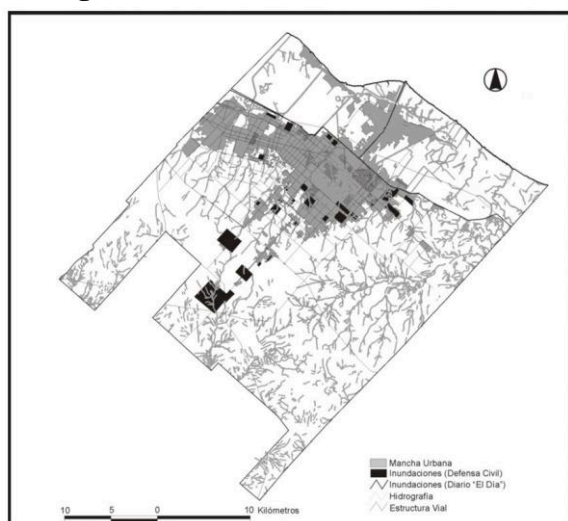 Mancha Urbana
Inundaciones (Defensa Civil)
Inundaciones (Diario "El Día")
Hidrografía
Estructura Vial
10 5 0 10 Kilómetros